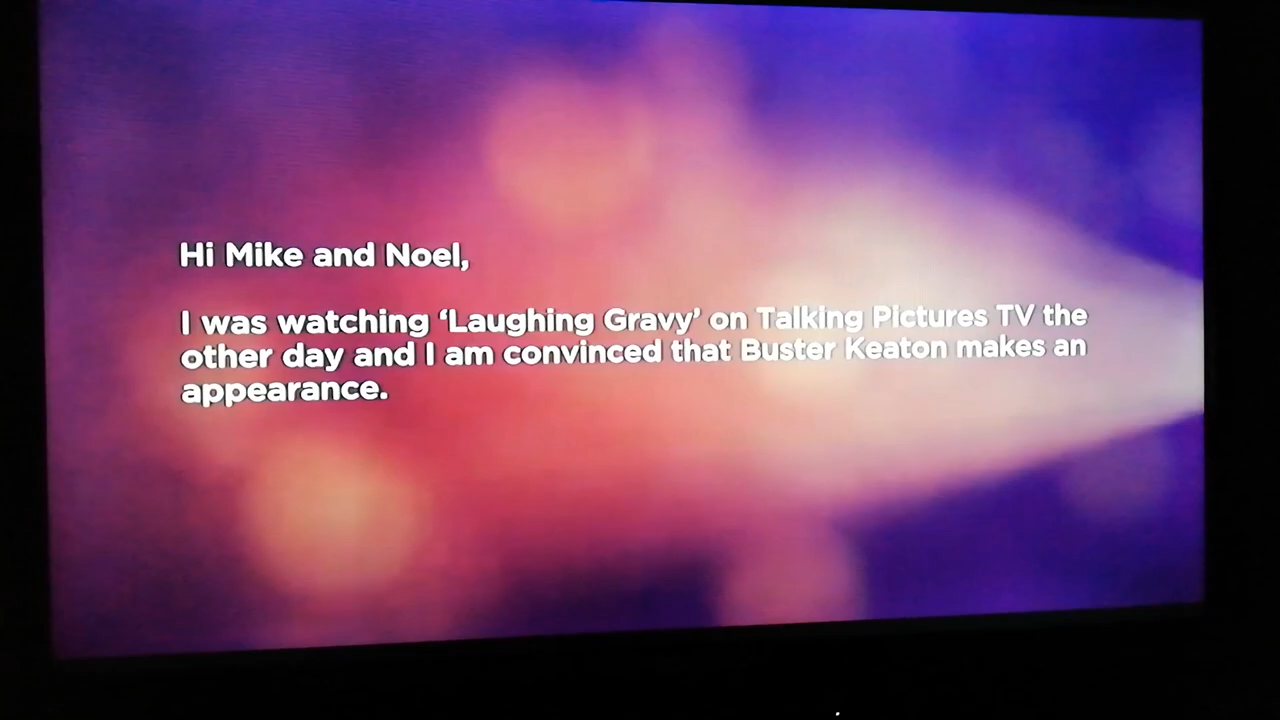 Hi Mike and Noel,
I was watching ‘Laughing Gravy’ on Talking Pictures TV the
other day and I am convinced that Buster Keaton makes an
appearance.